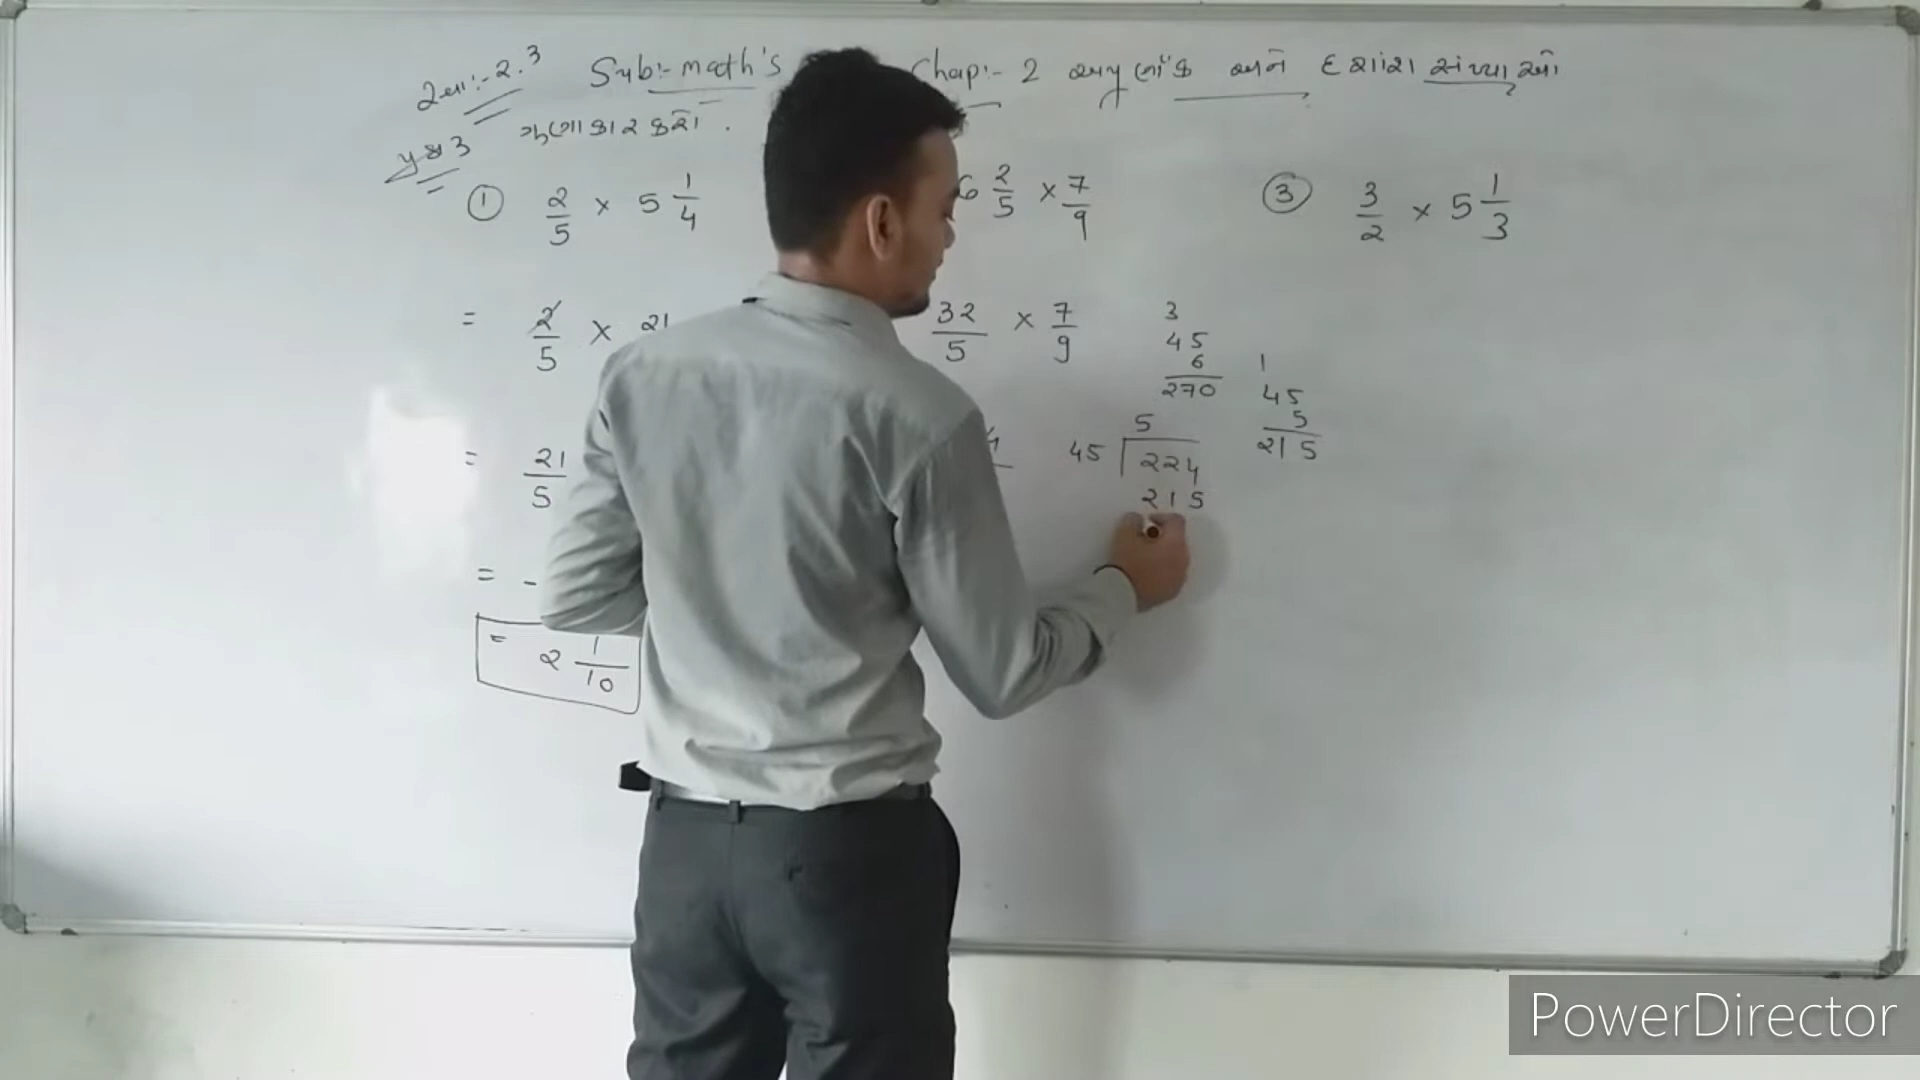 સ્વા:-2.3 Sub:- math's Chap:- 2 અપૂર્ણાંક અને દશાંશ સંખ્યાઓ
પ્રશ્ન 3 ગુણાકાર કરો.
① 2/5 × 5 1/4
6 2/5 × 7/9
③ 3/2 × 5 1/3
= 2/5 × 21
32/5 × 7/9
3
45
6
270
1
45
5
215
= 21/5
5
45 224
215
= -
= 2 1/10
PowerDirector